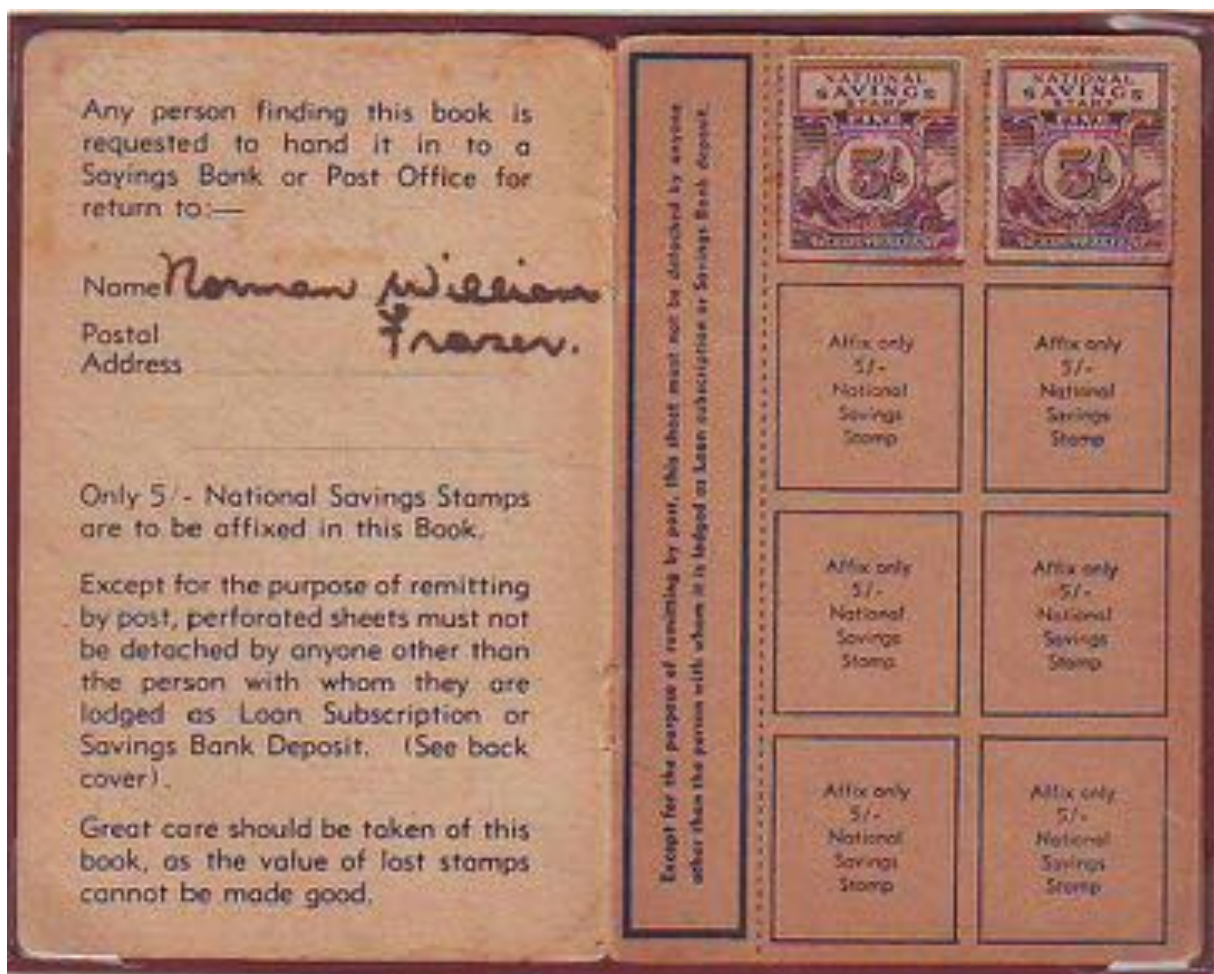 Any person finding this book is
requested to hand it in to a
Savings Bank or Post Office for
return to:—
Name Norman William
Fraser.
Postal
Address
Only 5/- National Savings Stamps
are to be affixed in this Book.
Except for the purpose of remitting
by post, perforated sheets must not
be detached by anyone other than
the person with whom they are
lodged as Loan Subscription or
Savings Bank Deposit. (See back
cover).
Great care should be taken of this
book, as the value of lost stamps
cannot be made good.
Except for the purpose of remitting by post, this sheet must not be detached by anyone
other than the person with whom it is lodged as Loan subscription or Savings Bank deposit.
NATIONAL
SAVINGS
STAMP
5/-
NATIONAL
SAVINGS
STAMP
5/-
Affix only
5/-
National
Savings
Stamp
Affix only
5/-
National
Savings
Stamp
Affix only
5/-
National
Savings
Stamp
Affix only
5/-
National
Savings
Stamp
Affix only
5/-
National
Savings
Stamp
Affix only
5/-
National
Savings
Stamp